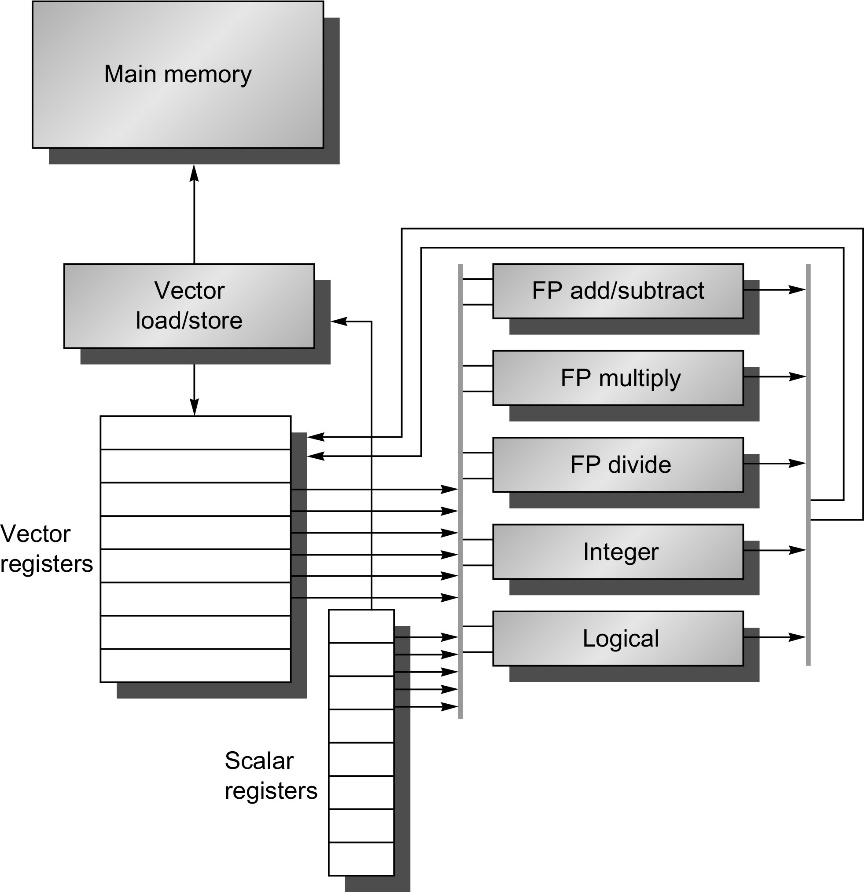 Main memory
Vector
load/store
FP add/subtract
FP multiply
FP divide
Integer
Logical
Vector
registers
Scalar
registers